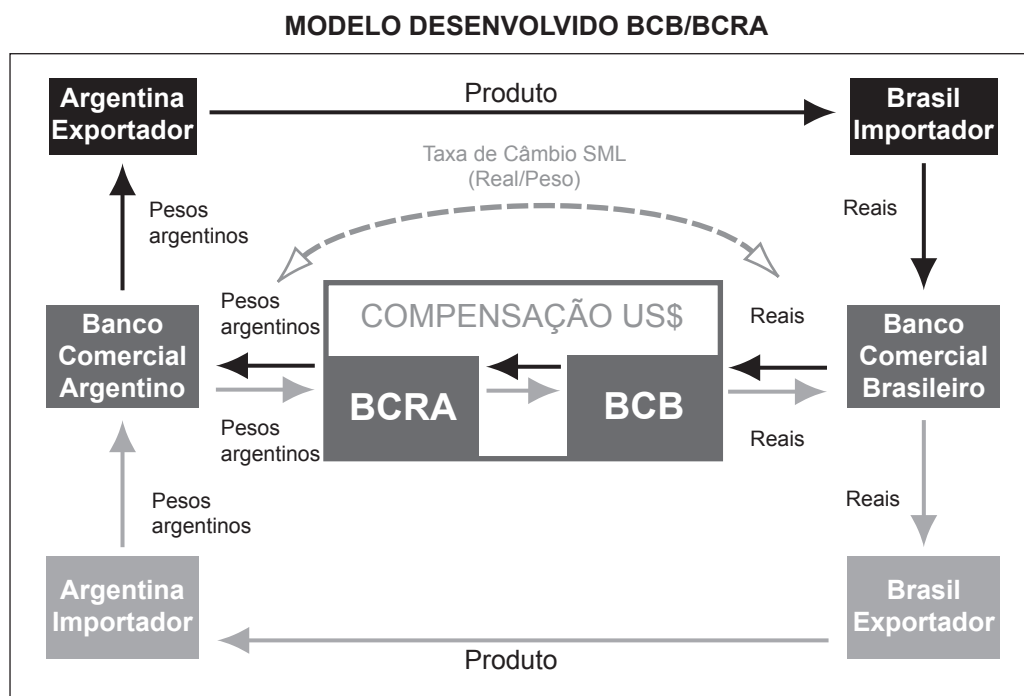 MODELO DESENVOLVIDO BCB/BCRA
Argentina
Exportador
Produto
Brasil
Importador
Taxa de Câmbio SML
(Real/Peso)
Pesos
argentinos
Reais
Banco
Comercial
Argentino
Pesos
argentinos
COMPENSAÇÃO US$
Reais
Banco
Comercial
Brasileiro
BCRA
BCB
Pesos
argentinos
Reais
Pesos
argentinos
Reais
Argentina
Importador
Brasil
Exportador
Produto